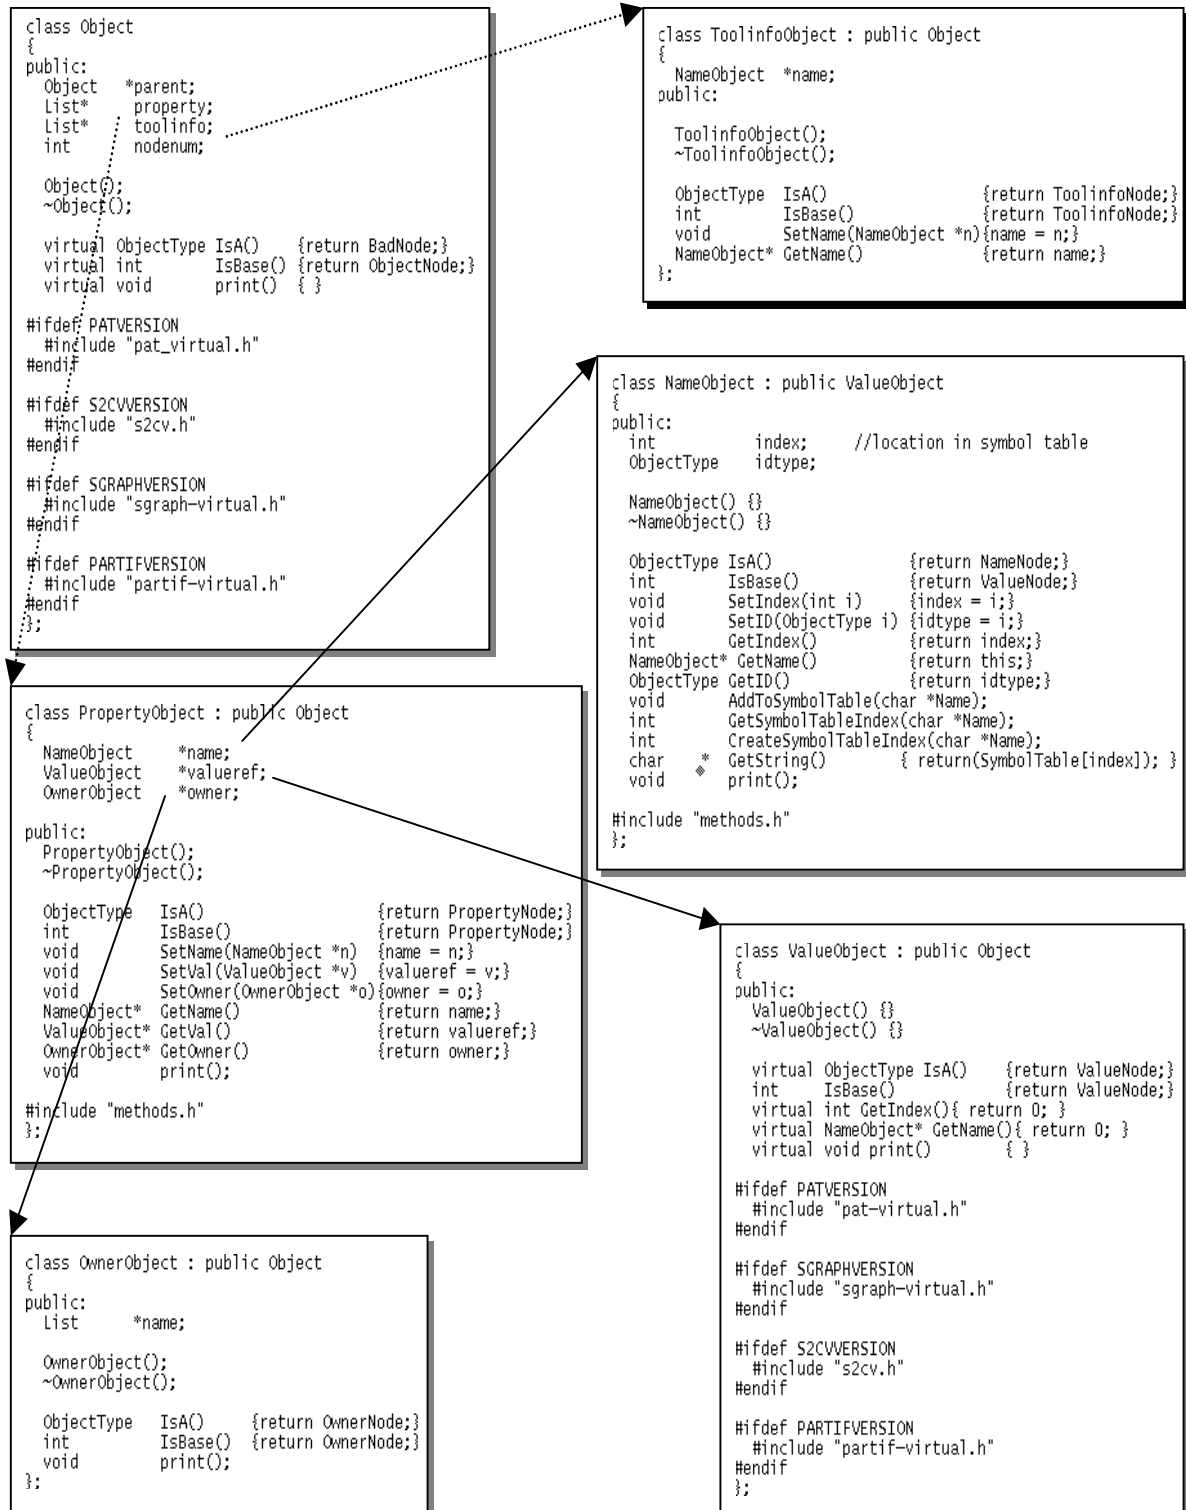 class Object
{
public:
Object *parent;
List* property;
List* toolinfo;
int nodenum;
Object();
~Object();
virtual ObjectType IsA() {return BadNode;}
virtual int IsBase() {return ObjectNode;}
virtual void print() { }
#ifdef PATVERSION
#include "pat_virtual.h"
#endif
#ifdef S2CVVERSION
#include "s2cv.h"
#endif
#ifdef SGRAPHVERSION
#include "sgraph-virtual.h"
#endif
#ifdef PARTIFVERSION
#include "partif-virtual.h"
#endif
};
class ToolinfoObject : public Object
{
NameObject *name;
public:
ToolinfoObject();
~ToolinfoObject();
ObjectType IsA() {return ToolinfoNode;}
int IsBase() {return ToolinfoNode;}
void SetName(NameObject *n){name = n;}
NameObject* GetName() {return name;}
};
class NameObject : public ValueObject
{
public:
int index; //location in symbol table
ObjectType idtype;
NameObject() {}
~NameObject() {}
ObjectType IsA() {return NameNode;}
int IsBase() {return ValueNode;}
void SetIndex(int i) {index = i;}
void SetID(ObjectType i) {idtype = i;}
int GetIndex() {return index;}
NameObject* GetName() {return this;}
ObjectType GetID() {return idtype;}
void AddToSymbolTable(char *Name);
int GetSymbolTableIndex(char *Name);
int CreateSymbolTableIndex(char *Name);
char * GetString() { return(SymbolTable[index]); }
void print();
#include "methods.h"
};
class PropertyObject : public Object
{
NameObject *name;
ValueObject *valueref;
OwnerObject *owner;
public:
PropertyObject();
~PropertyObject();
ObjectType IsA() {return PropertyNode;}
int IsBase() {return PropertyNode;}
void SetName(NameObject *n) {name = n;}
void SetVal(ValueObject *v) {valueref = v;}
void SetOwner(OwnerObject *o){owner = o;}
NameObject* GetName() {return name;}
ValueObject* GetVal() {return valueref;}
OwnerObject* GetOwner() {return owner;}
void print();
#include "methods.h"
};
class ValueObject : public Object
{
public:
ValueObject() {}
~ValueObject() {}
virtual ObjectType IsA() {return ValueNode;}
int IsBase() {return ValueNode;}
virtual int GetIndex(){ return 0; }
virtual NameObject* GetName(){ return 0; }
virtual void print() { }
#ifdef PATVERSION
#include "pat-virtual.h"
#endif
#ifdef SGRAPHVERSION
#include "sgraph-virtual.h"
#endif
#ifdef S2CVVERSION
#include "s2cv.h"
#endif
#ifdef PARTIFVERSION
#include "partif-virtual.h"
#endif
};
class OwnerObject : public Object
{
public:
List *name;
OwnerObject();
~OwnerObject();
ObjectType IsA() {return OwnerNode;}
int IsBase() {return OwnerNode;}
void print();
};